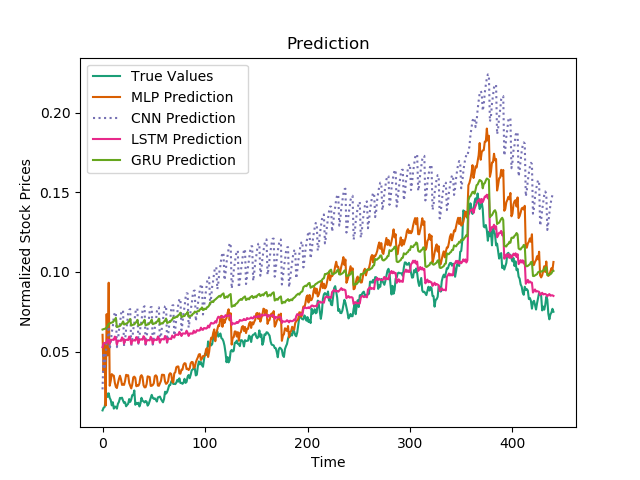 Prediction
True Values
MLP Prediction
CNN Prediction
LSTM Prediction
GRU Prediction
Normalized Stock Prices
0.20
0.15
0.10
0.05
0
100
200
300
400
Time